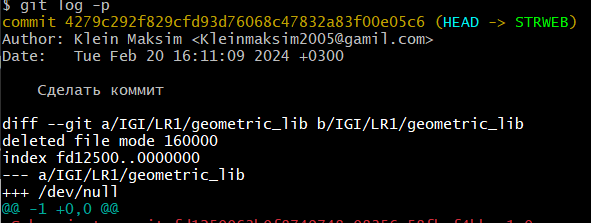 $ git log -p
commit 4279c292f829cfd93d76068c47832a83f00e05c6 (HEAD -> STRWEB)
Author: Klein Maksim <Kleinmaksim2005@gamil.com>
Date:   Tue Feb 20 16:11:09 2024 +0300
Сделать коммит
diff --git a/IGI/LR1/geometric_lib b/IGI/LR1/geometric_lib
deleted file mode 160000
index fd12500..0000000
--- a/IGI/LR1/geometric_lib
+++ /dev/null
@@ -1 +0,0 @@